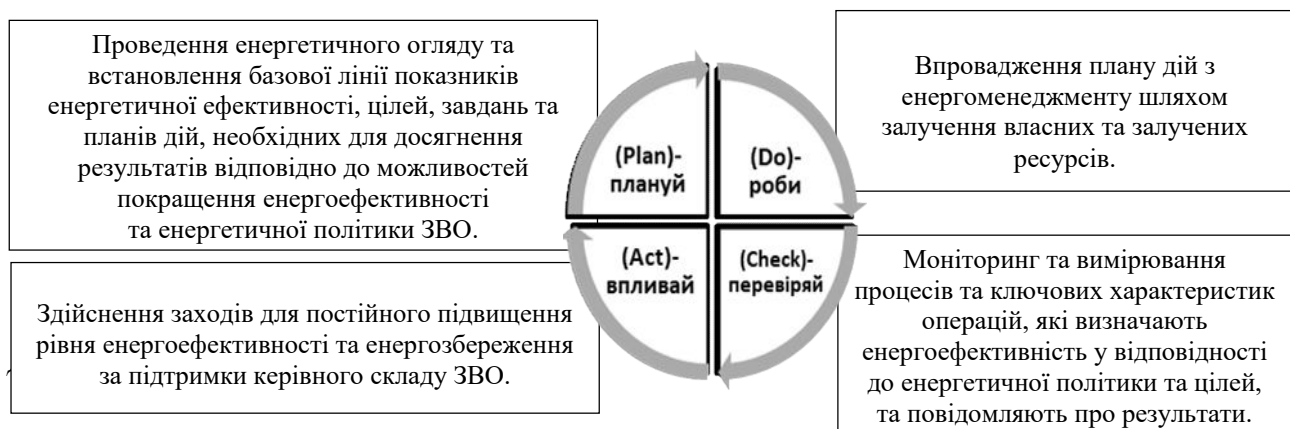 Проведення енергетичного огляду та
встановлення базової лінії показників
енергетичної ефективності, цілей, завдань та
планів дій, необхідних для досягнення
результатів відповідно до можливостей
покращення енергоефективності
та енергетичної політики ЗВО.
(Plan)-
плануй
(Do)-
роби
Впровадження плану дій з
енергоменеджменту шляхом
залучення власних та залучених
ресурсів.
Здійснення заходів для постійного підвищення
рівня енергоефективності та енергозбереження
за підтримки керівного складу ЗВО.
(Act)-
впливай
(Check)-
перевіряй
Моніторинг та вимірювання
процесів та ключових характеристик
операцій, які визначають
енергоефективність у відповідності
до енергетичної політики та цілей,
та повідомляють про результати.